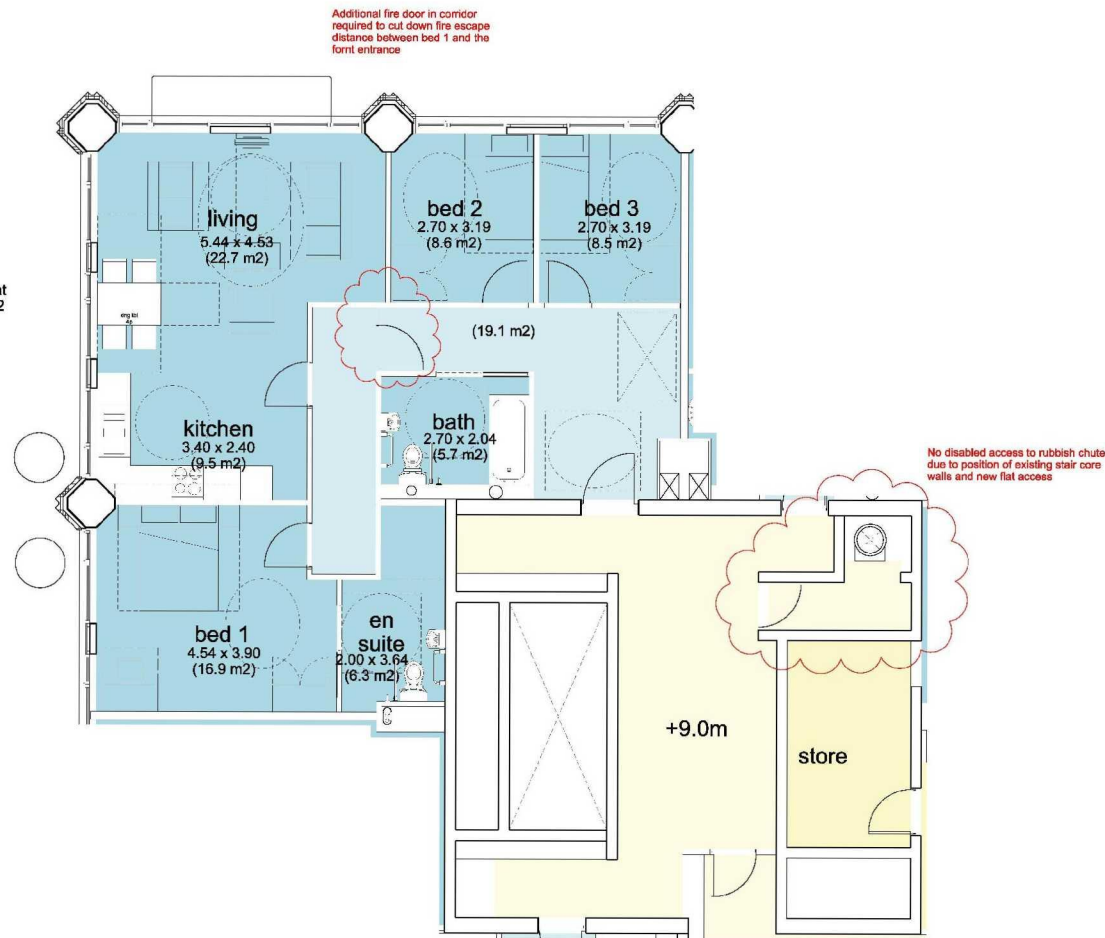 Additional fire door in corridor
required to cut down fire escape
distance between bed 1 and the
fornt entrance
living
5.44 x 4.53
(22.7 m2)
bed 2
2.70 x 3.19
(8.6 m2)
bed 3
2.70 x 3.19
(8.5 m2)
(19.1 m2)
kitchen
3.40 x 2.40
(9.5 m2)
bath
2.70 x 2.04
(5.7 m2)
No disabled access to rubbish chute
due to position of existing stair core
walls and new flat access
bed 1
4.54 x 3.90
(16.9 m2)
en
suite
2.00 x 3.64
(6.3 m2)
+9.0m
store